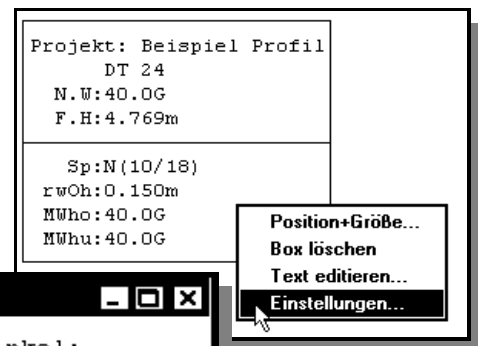 Projekt: Beispiel Profil
DT 24
N.W:40.0G
F.H:4.769m
Sp:N(10/18)
rwOh:0.150m
MWho:40.0G
MWhu:40.0G
Position+Größe...
Box löschen
Text editieren...
Einstellungen...